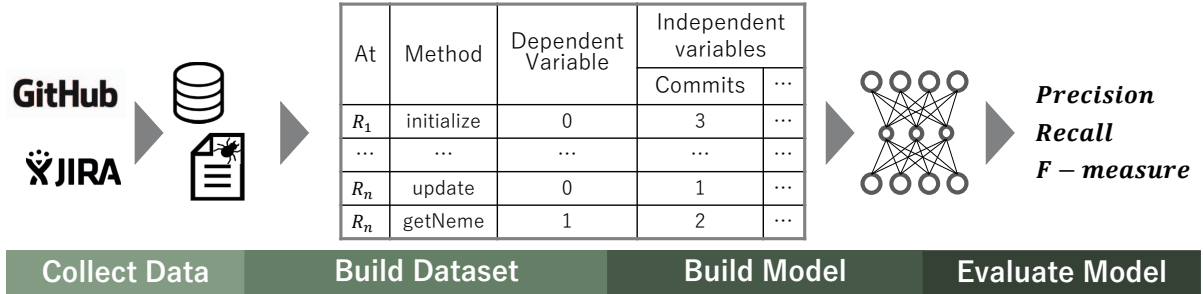 GitHub
JIRA
At Method Dependent Variable Independent variables
Commits ⋯
R₁ initialize 0 3 ⋯
⋯ ⋯ ⋯ ⋯ ⋯
Rₙ update 0 1 ⋯
Rₙ getNeme 1 2 ⋯
Precision
Recall
F − measure
Collect Data Build Dataset Build Model Evaluate Model